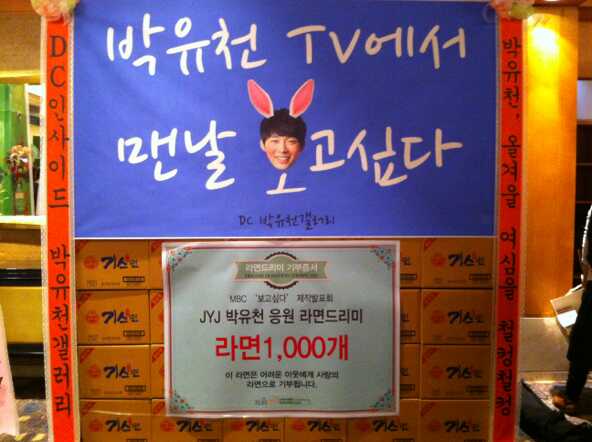 박유천 TV에서
맨날 보고싶다
DC 박유천갤러리
DC인사이드 박유천갤러리
박유천, 올겨울 여심을 철컹철컹
라면드리미 기부증서
MBC '보고싶다' 제작발표회
JYJ 박유천 응원 라면드리미
라면1,000개
이 라면은 어려운 이웃에게 사랑의
라면으로 기부됩니다.
기스면